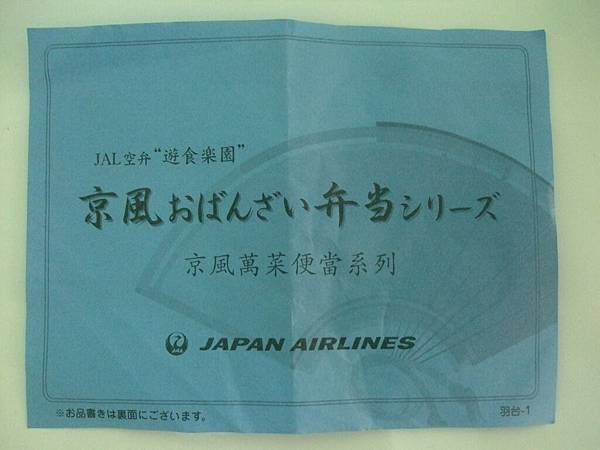 JAL空弁“遊食楽園”
京風おばんざい弁当シリーズ
京風萬菜便當系列
JAL JAPAN AIRLINES
※お品書きは裏面にございます。
羽台-1